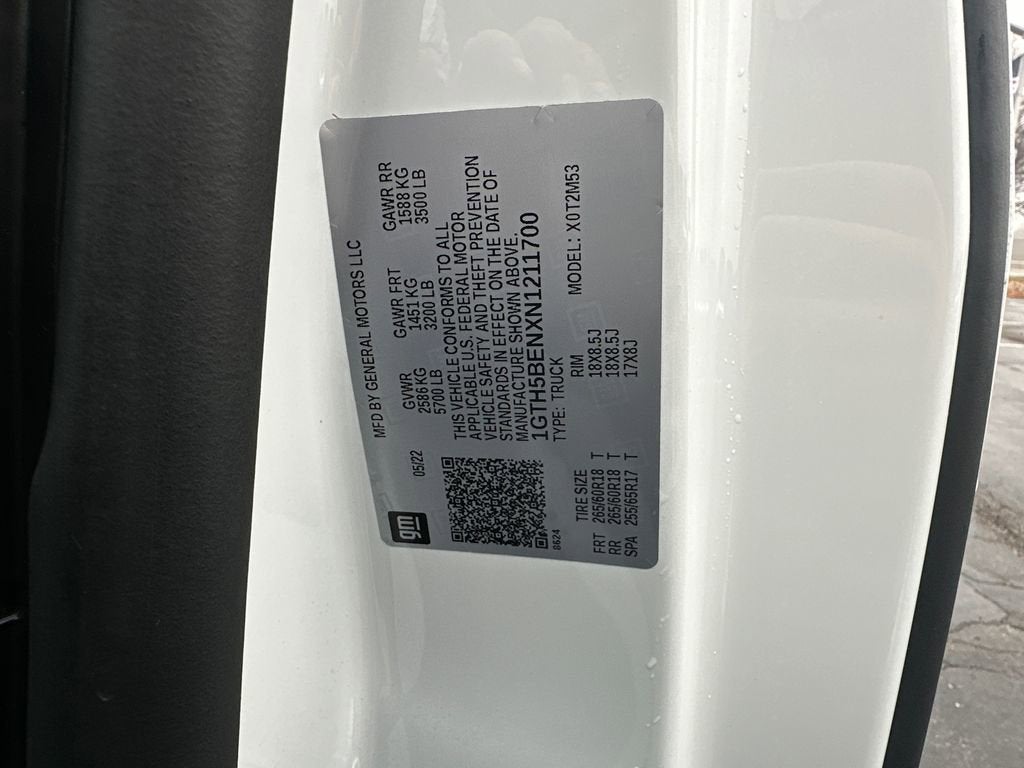 gm
MFD BY GENERAL MOTORS LLC
05/22 GVWR GAWR FRT GAWR RR
2586 KG 1451 KG 1588 KG
5700 LB 3200 LB 3500 LB
THIS VEHICLE CONFORMS TO ALL
APPLICABLE U.S. FEDERAL MOTOR
VEHICLE SAFETY AND THEFT PREVENTION
STANDARDS IN EFFECT ON THE DATE OF
MANUFACTURE SHOWN ABOVE.
1GTH5BENXN1211700
8624 TYPE: TRUCK MODEL: X0T2M53
TIRE SIZE RIM
FRT 265/60R18 T 18X8.5J
RR 265/60R18 T 18X8.5J
SPA 255/65R17 T 17X8J